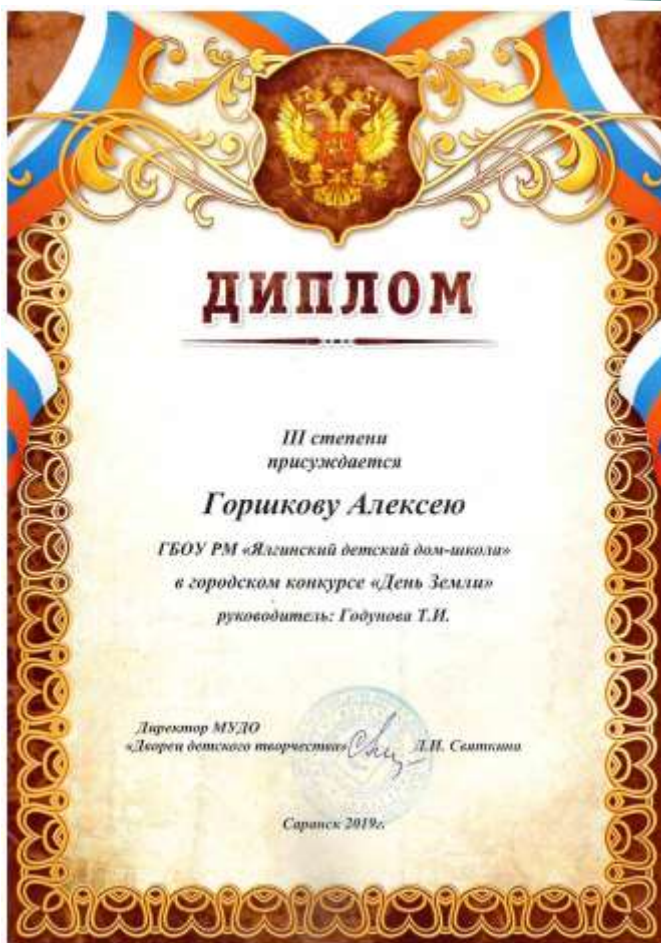 ДИПЛОМ
III степени
присуждается
Горшкову Алексею
ГБОУ РМ «Ялгинский детский дом-школа»
в городском конкурсе «День Земли»
руководитель: Годунова Т.И.
Директор МУДО
«Дворец детского творчества» Л.И. Святкина
Саранск 2019г.